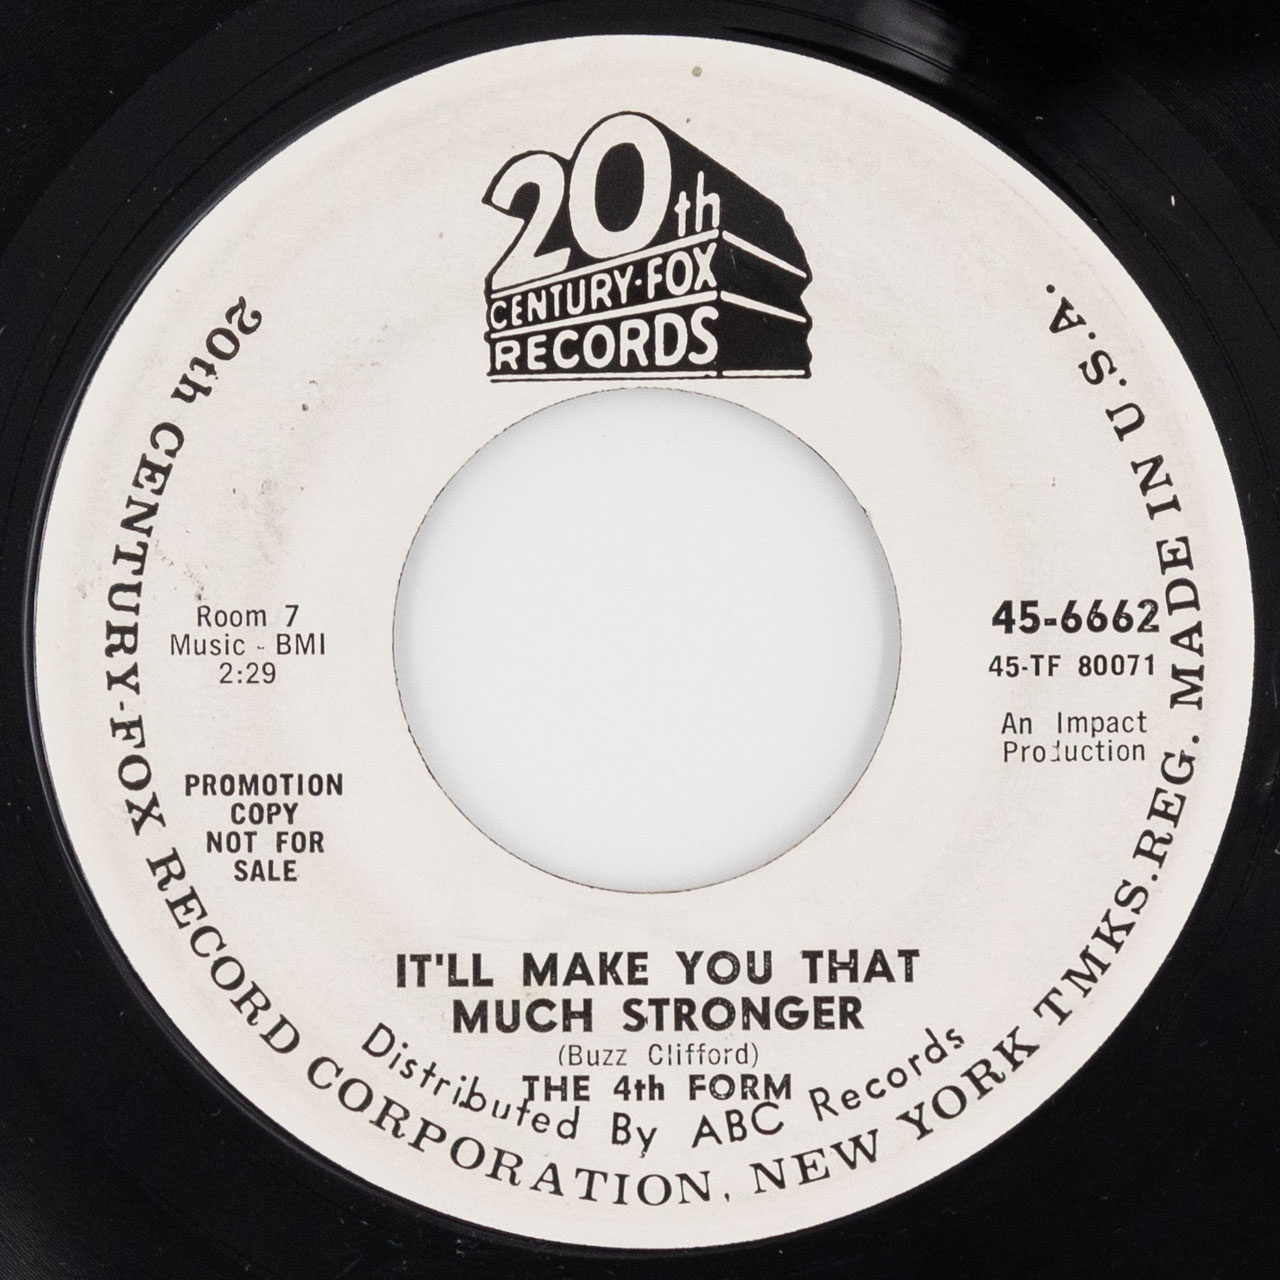 20th
CENTURY-FOX
RECORDS
Room 7
Music - BMI
2:29
PROMOTION
COPY
NOT FOR
SALE
45-6662
45-TF 80071
An Impact
Production
IT'LL MAKE YOU THAT
MUCH STRONGER
(Buzz Clifford)
THE 4th FORM
Distributed By ABC Records
20th CENTURY-FOX RECORD CORPORATION, NEW YORK TMKS.REG. MADE IN U.S.A.